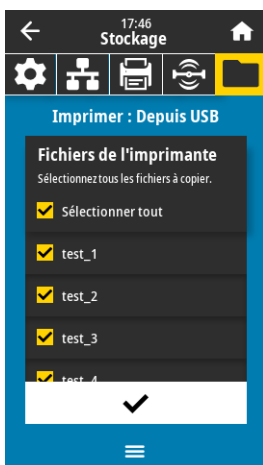 17:46
Stockage
Imprimer : Depuis USB
Fichiers de l'imprimante
Sélectionnez tous les fichiers à copier.
Sélectionner tout
test_1
test_2
test_3
test_4